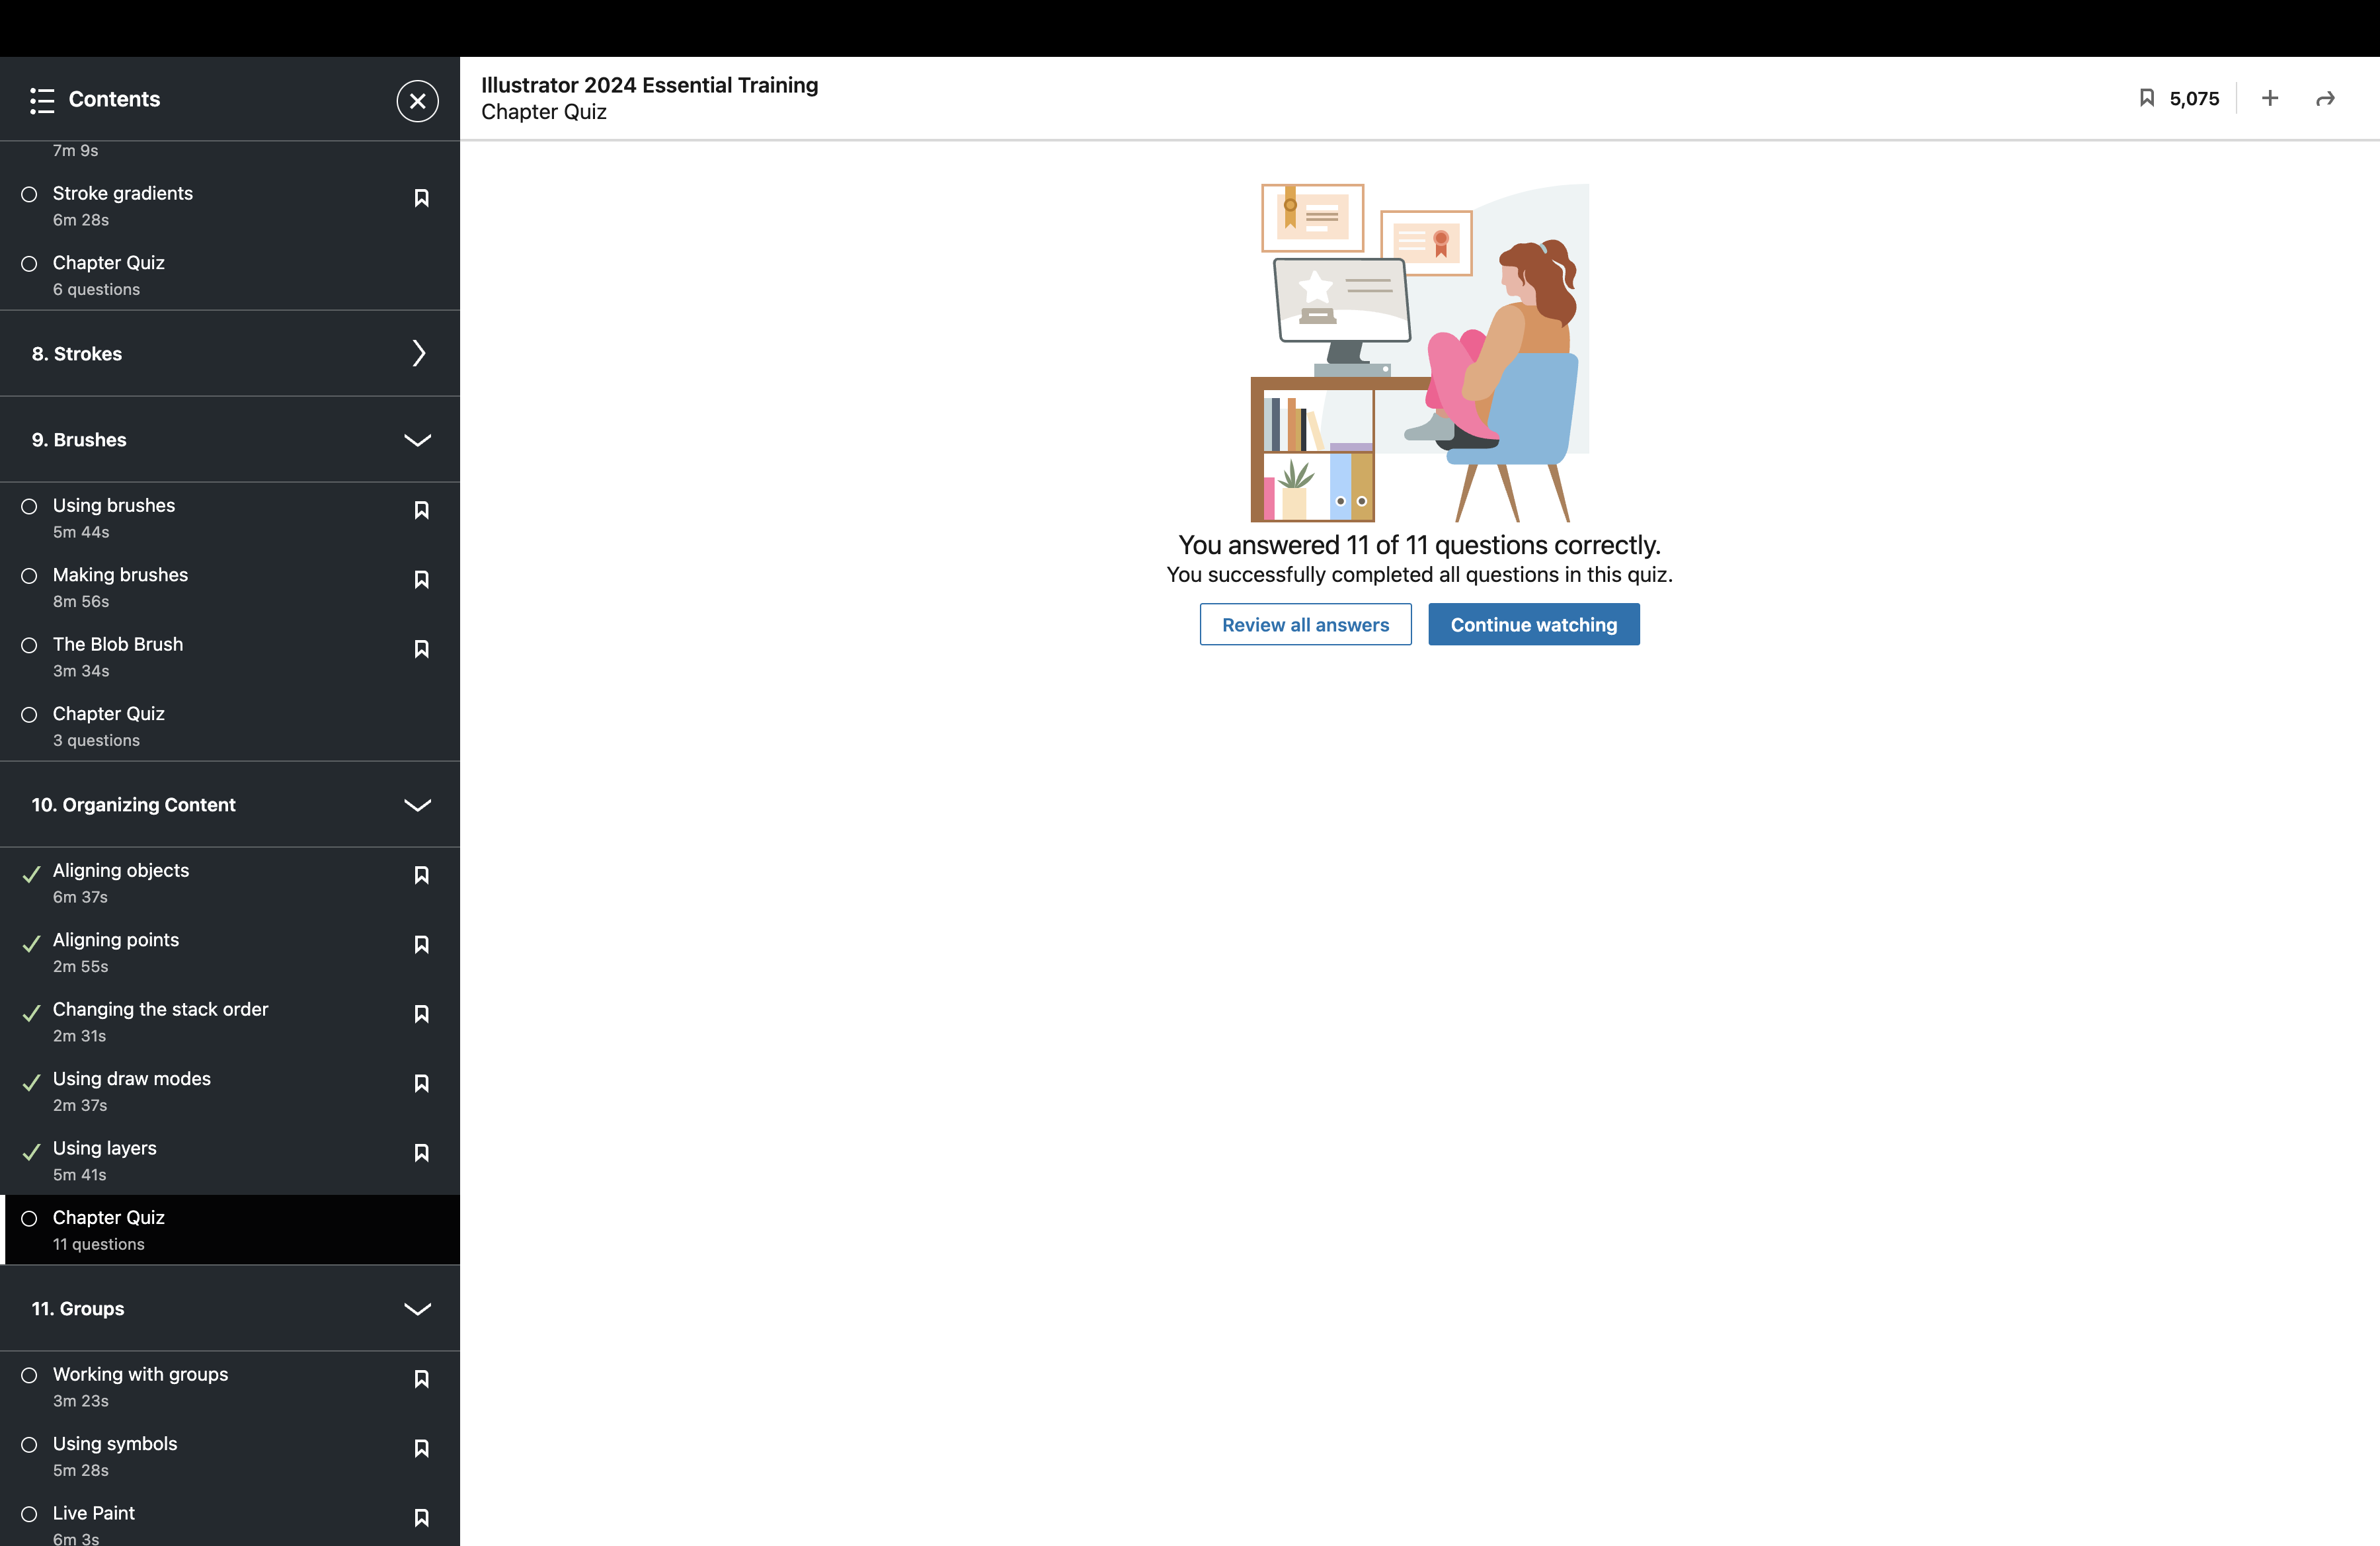 Contents
7m 9s
Stroke gradients
6m 28s
Chapter Quiz
6 questions
8. Strokes
9. Brushes
Using brushes
5m 44s
Making brushes
8m 56s
The Blob Brush
3m 34s
Chapter Quiz
3 questions
10. Organizing Content
Aligning objects
6m 37s
Aligning points
2m 55s
Changing the stack order
2m 31s
Using draw modes
2m 37s
Using layers
5m 41s
Chapter Quiz
11 questions
11. Groups
Working with groups
3m 23s
Using symbols
5m 28s
Live Paint
6m 3s
Illustrator 2024 Essential Training
Chapter Quiz
5,075
You answered 11 of 11 questions correctly.
You successfully completed all questions in this quiz.
Review all answers
Continue watching